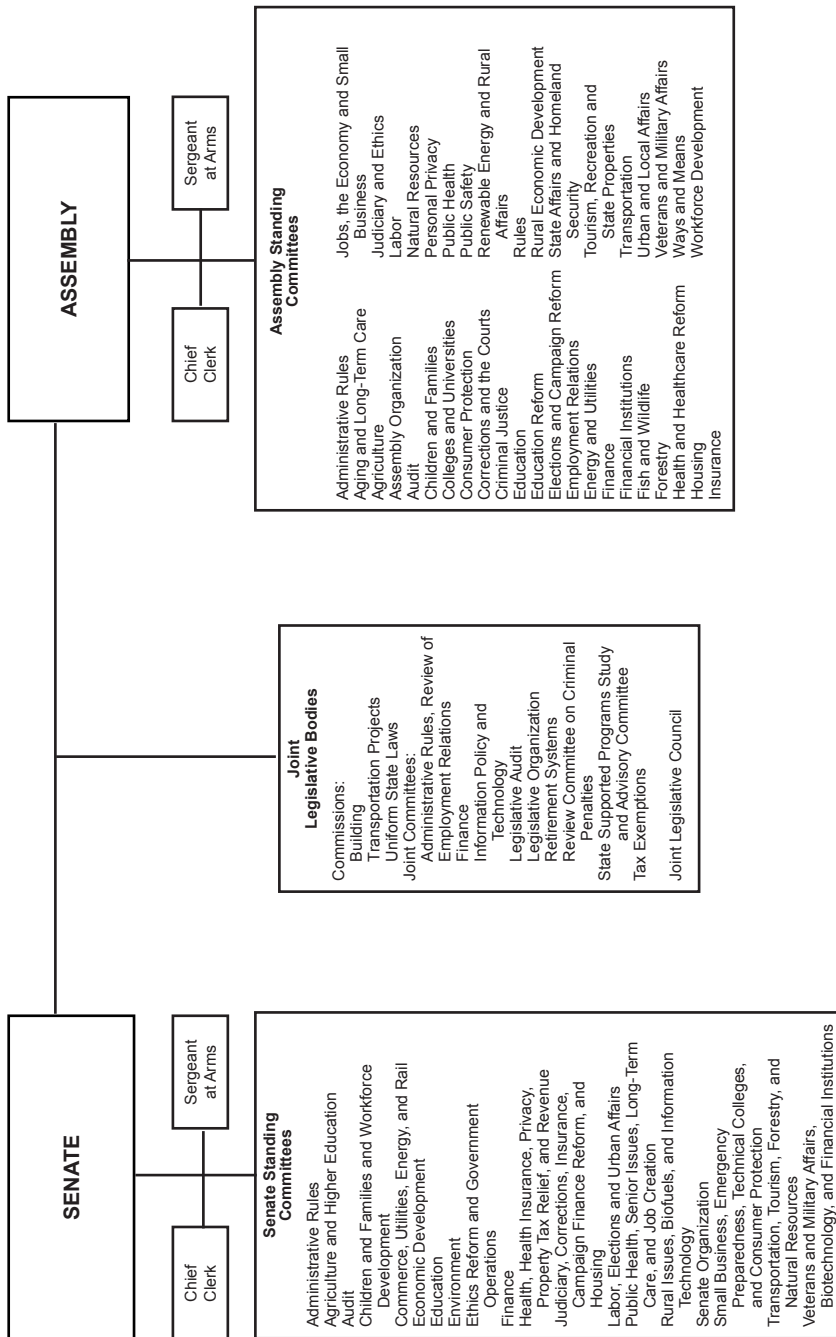 SENATE
Chief
Clerk
Sergeant
at Arms
Senate Standing
Committees
Administrative Rules
Agriculture and Higher Education
Audit
Children and Families and Workforce
Development
Commerce, Utilities, Energy, and Rail
Economic Development
Education
Environment
Ethics Reform and Government
Operations
Finance
Health, Health Insurance, Privacy,
Property Tax Relief, and Revenue
Judiciary, Corrections, Insurance,
Campaign Finance Reform, and
Housing
Labor, Elections and Urban Affairs
Public Health, Senior Issues, Long-Term
Care, and Job Creation
Rural Issues, Biofuels, and Information
Technology
Senate Organization
Small Business, Emergency
Preparedness, Technical Colleges,
and Consumer Protection
Transportation, Tourism, Forestry, and
Natural Resources
Veterans and Military Affairs,
Biotechnology, and Financial Institutions
Joint
Legislative Bodies
Commissions:
Building
Transportation Projects
Uniform State Laws
Joint Committees:
Administrative Rules, Review of
Employment Relations
Finance
Information Policy and
Technology
Legislative Audit
Legislative Organization
Retirement Systems
Review Committee on Criminal
Penalties
State Supported Programs Study
and Advisory Committee
Tax Exemptions
Joint Legislative Council
ASSEMBLY
Chief
Clerk
Sergeant
at Arms
Assembly Standing
Committees
Administrative Rules
Aging and Long-Term Care
Agriculture
Assembly Organization
Audit
Children and Families
Colleges and Universities
Consumer Protection
Corrections and the Courts
Criminal Justice
Education
Education Reform
Elections and Campaign Reform
Employment Relations
Energy and Utilities
Finance
Financial Institutions
Fish and Wildlife
Forestry
Health and Healthcare Reform
Housing
Insurance
Jobs, the Economy and Small
Business
Judiciary and Ethics
Labor
Natural Resources
Personal Privacy
Public Health
Public Safety
Renewable Energy and Rural
Affairs
Rules
Rural Economic Development
State Affairs and Homeland
Security
Tourism, Recreation and
State Properties
Transportation
Urban and Local Affairs
Veterans and Military Affairs
Ways and Means
Workforce Development